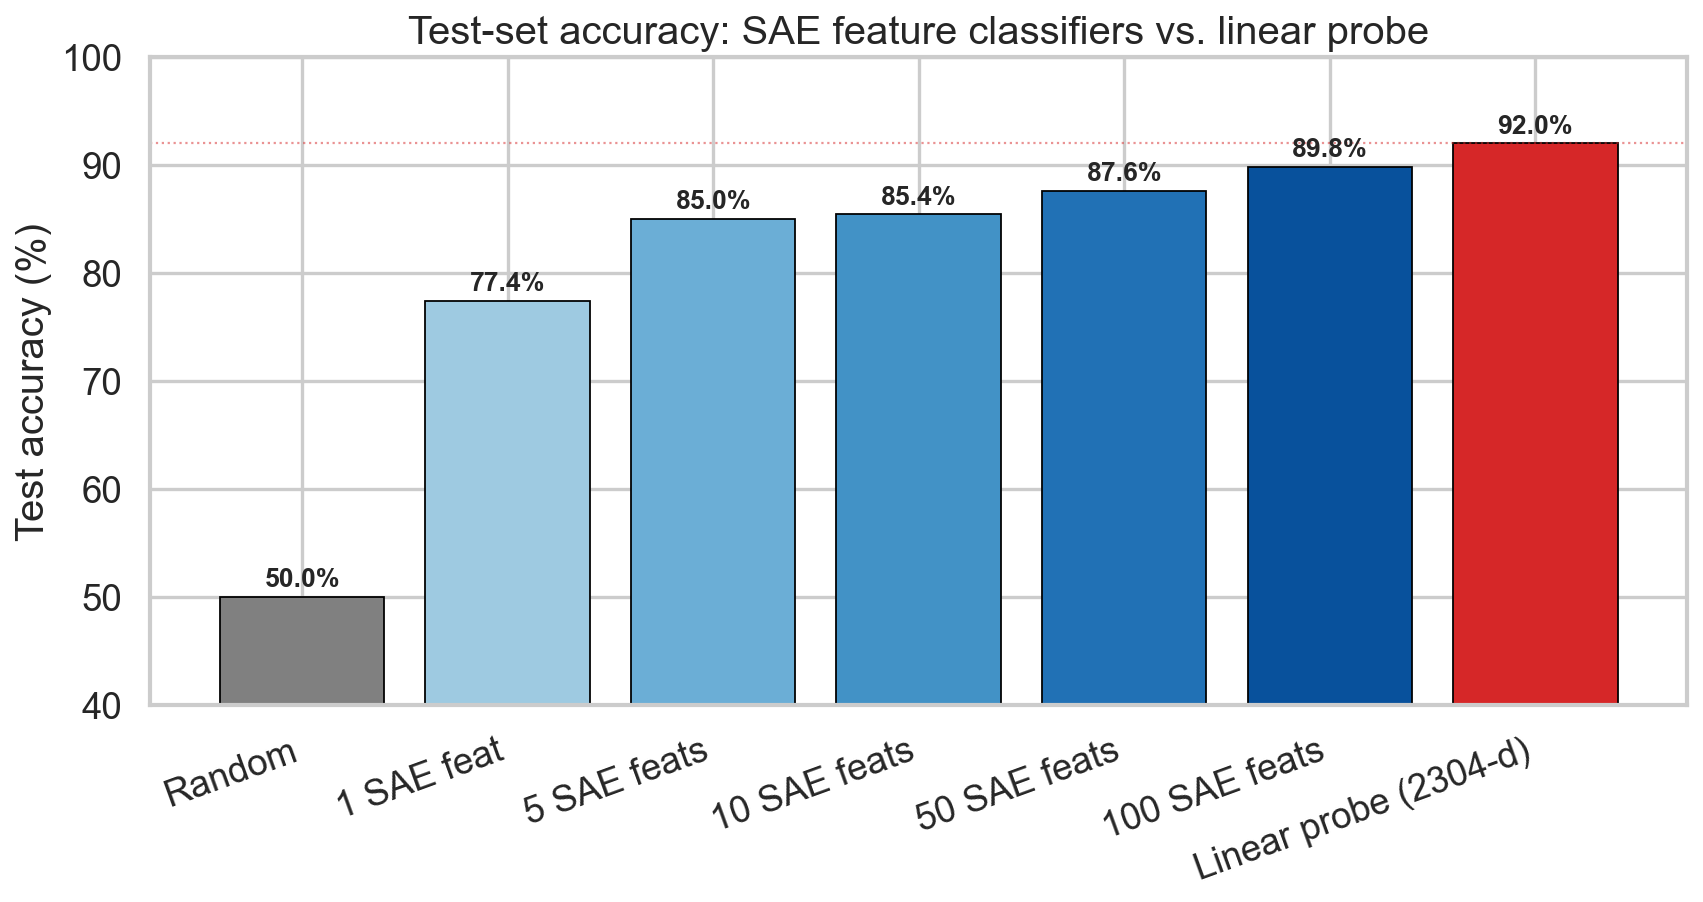 Test-set accuracy: SAE feature classifiers vs. linear probe
Test accuracy (%)
100
90
80
70
60
50
40
50.0%
77.4%
85.0%
85.4%
87.6%
89.8%
92.0%
Random
1 SAE feat
5 SAE feats
10 SAE feats
50 SAE feats
100 SAE feats
Linear probe (2304-d)